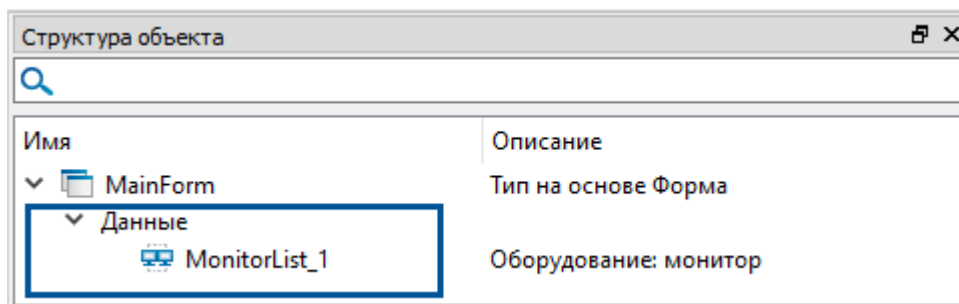 Структура объекта
Имя Описание
MainForm Тип на основе Форма
Данные
MonitorList_1 Оборудование: монитор